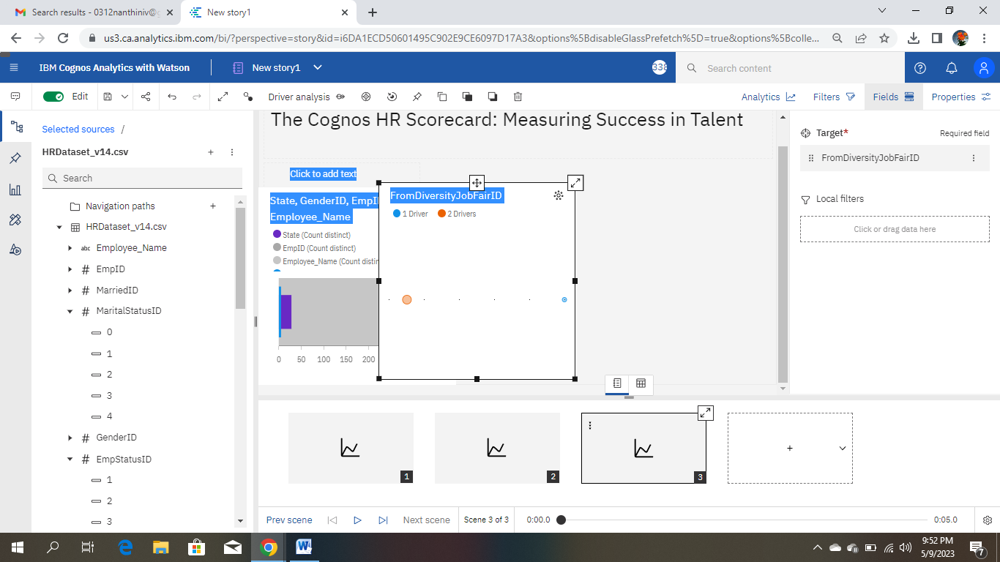 Search results - 0312nanthiniv@g
New story1
us3.ca.analytics.ibm.com/bi/?perspective=story&id=i6DA1ECD50601495C902E9CE6097D17A3&options%5BdisableGlassPrefetch%5D=true&options%5Bcolle...
IBM Cognos Analytics with Watson
New story1
338
Search content
Edit
Driver analysis
Analytics
Filters
Fields
Properties
Selected sources /
HRDataset_v14.csv
Search
Navigation paths
HRDataset_v14.csv
abc Employee_Name
# EmpID
# MarriedID
# MaritalStatusID
0
1
2
3
4
# GenderID
# EmpStatusID
1
2
3
The Cognos HR Scorecard: Measuring Success in Talent
Click to add text
State, GenderID, EmpI
Employee_Name
State (Count distinct)
EmpID (Count distinct)
Employee_Name (Count distin
0 50 100 150 200
FromDiversityJobFairID
1 Driver 2 Drivers
Target* Required field
FromDiversityJobFairID
Local filters
Click or drag data here
1
2
3
+
Prev scene
Next scene
Scene 3 of 3
0:00.0
0:05.0
9:52 PM
5/9/2023
7